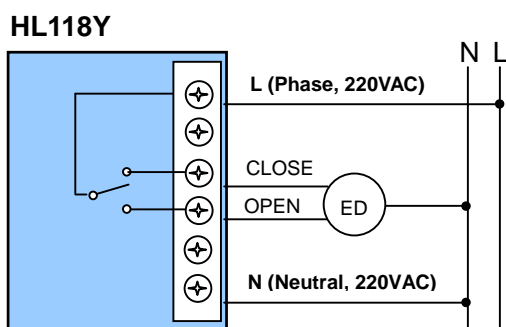 HL118Y
N L
L (Phase, 220VAC)
CLOSE
OPEN
ED
N (Neutral, 220VAC)